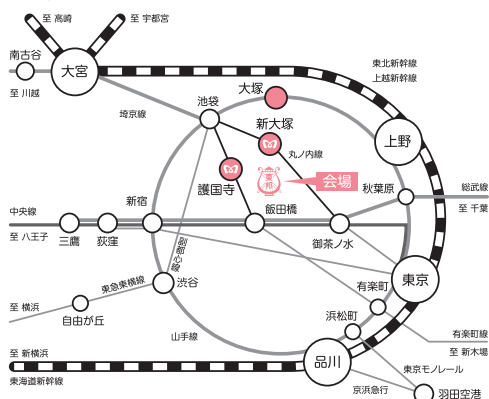 至 高崎
至 宇都宮
南古谷
大宮
至 川越
東北新幹線
上越新幹線
埼京線
池袋
大塚
新大塚
上野
丸ノ内線
護国寺
東邦
会場
秋葉原
総武線
至 千葉
中央線
至 八王子
三鷹
荻窪
新宿
飯田橋
御茶ノ水
副都心線
東急東横線
渋谷
東京
至 横浜
自由が丘
有楽町
浜松町
山手線
有楽町線
至 新木場
至 新横浜
東海道新幹線
品川
東京モノレール
京浜急行
羽田空港